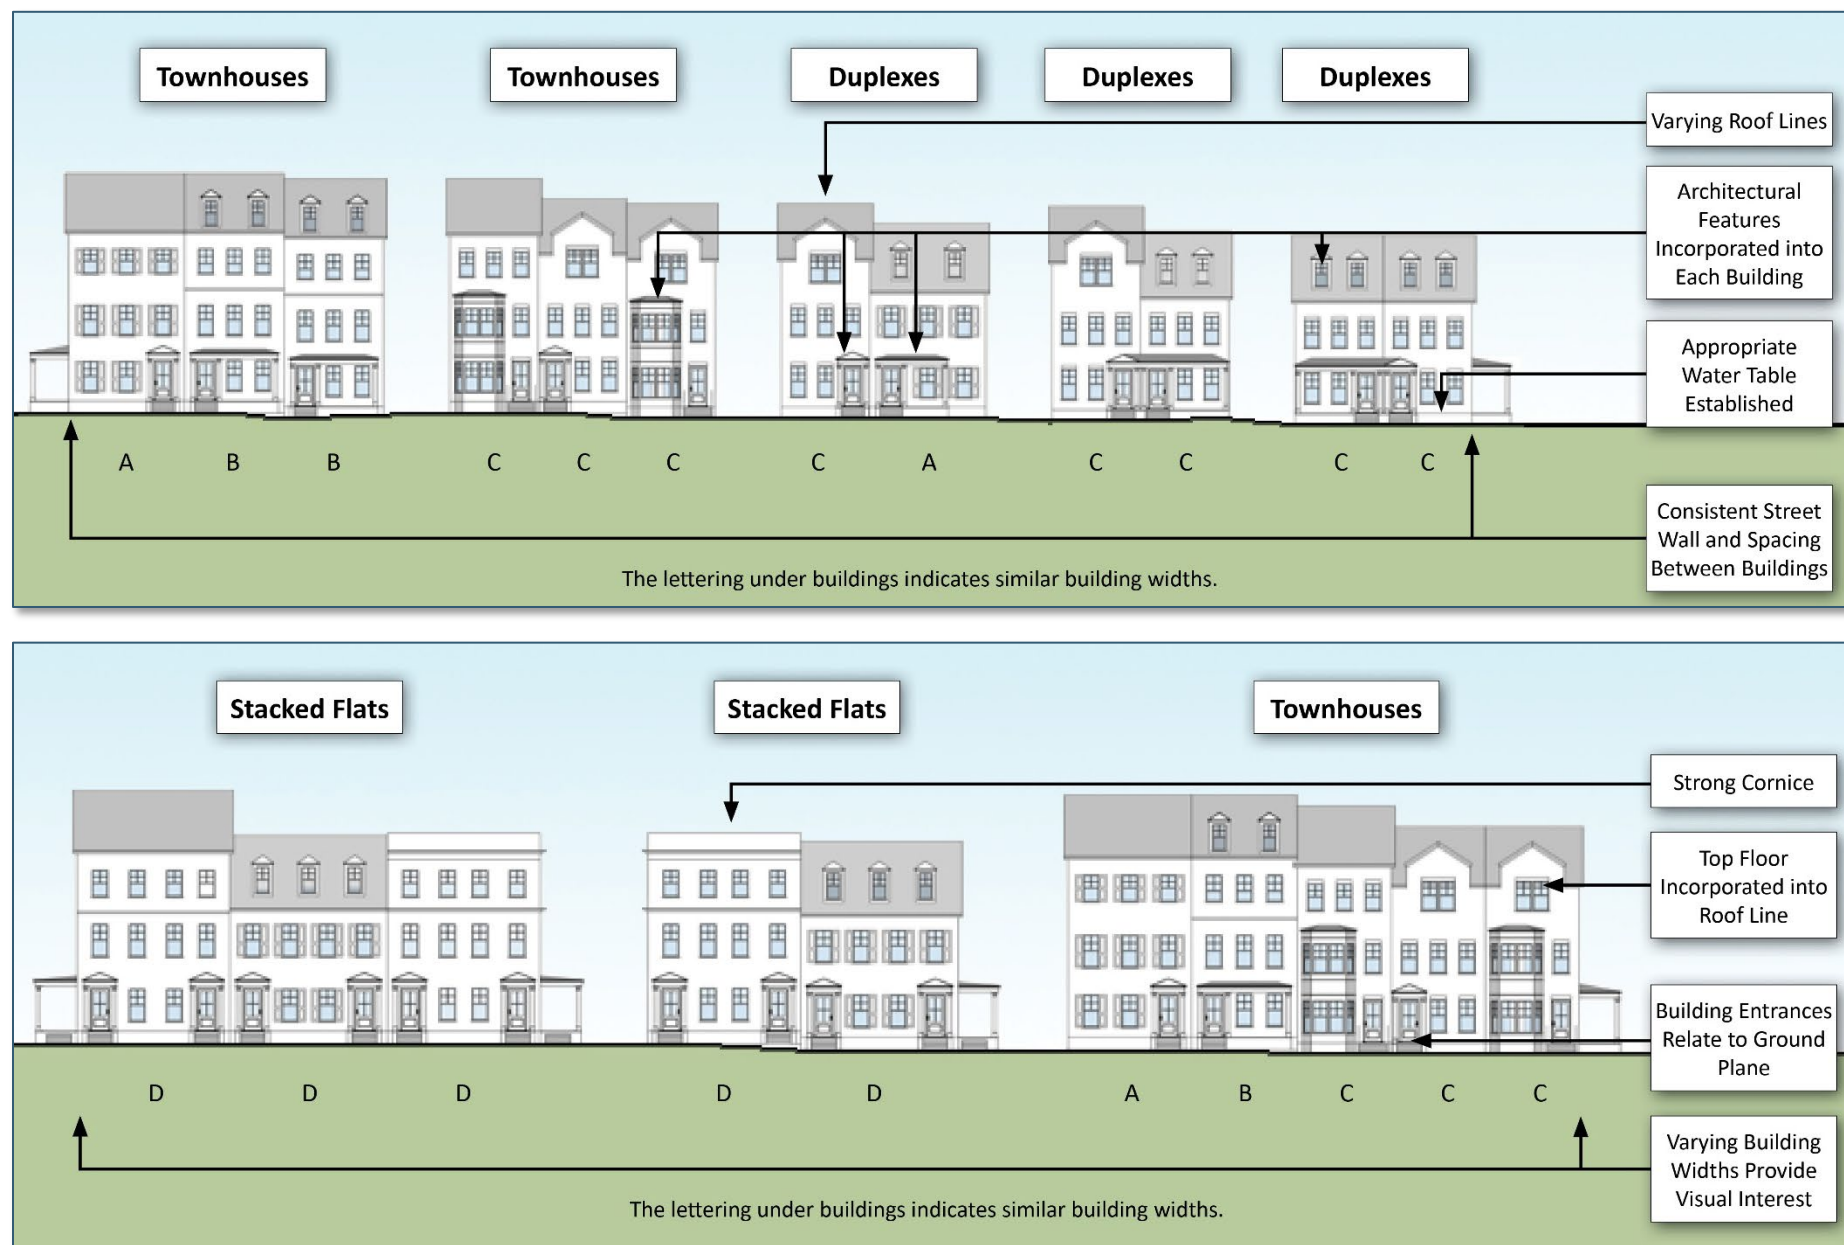 Townhouses
Townhouses
Duplexes
Duplexes
Duplexes
Varying Roof Lines
Architectural
Features
Incorporated into
Each Building
Appropriate
Water Table
Established
A B B C C C C A C C C C
Consistent Street
Wall and Spacing
Between Buildings
The lettering under buildings indicates similar building widths.
Stacked Flats
Stacked Flats
Townhouses
Strong Cornice
Top Floor
Incorporated into
Roof Line
Building Entrances
Relate to Ground
Plane
D D D D D A B C C C
Varying Building
Widths Provide
Visual Interest
The lettering under buildings indicates similar building widths.